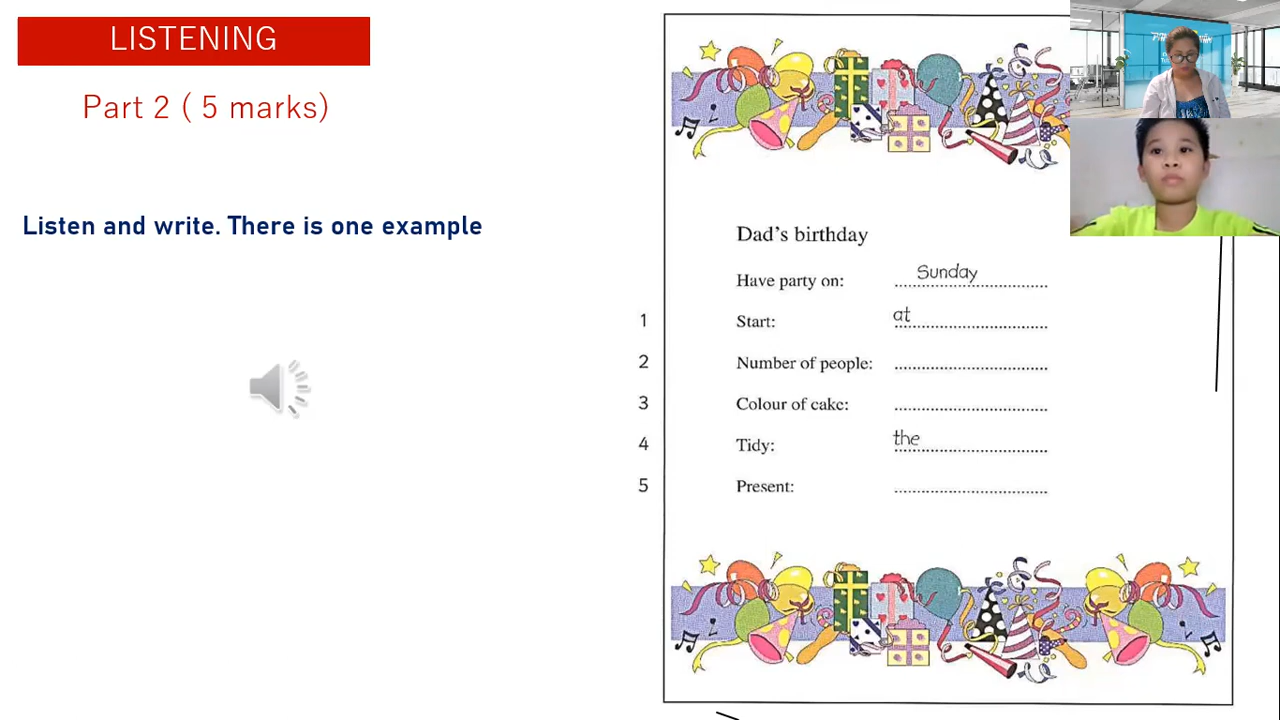 LISTENING
Part 2 ( 5 marks)
Listen and write. There is one example
Dad's birthday
Have party on: Sunday
1 Start: at
2 Number of people:
3 Colour of cake:
4 Tidy: the
5 Present: